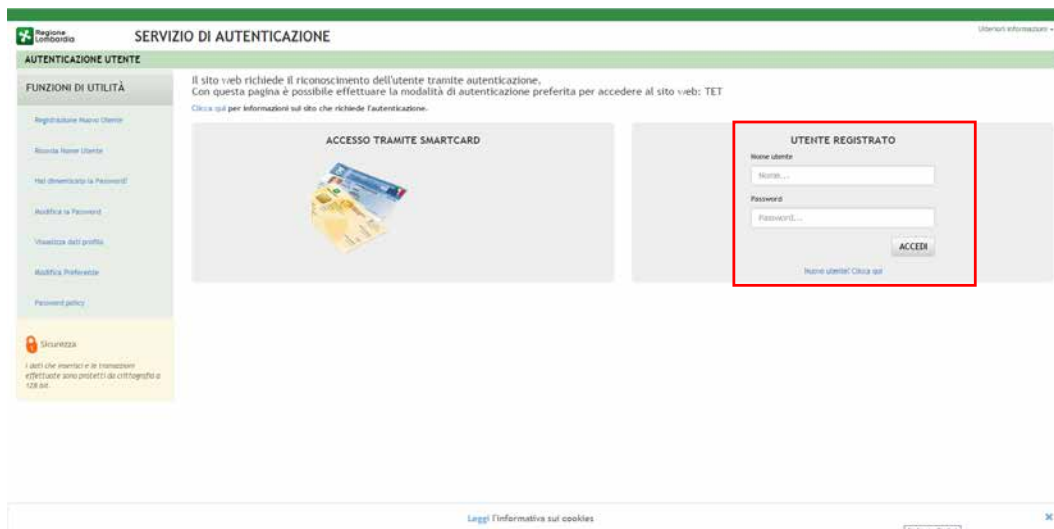 Regione
Lombardia
SERVIZIO DI AUTENTICAZIONE
Ulteriori informazioni
AUTENTICAZIONE UTENTE
FUNZIONI DI UTILITÀ
Registrazione Nuovo Utente
Ricorda Nome Utente
Hai dimenticato la Password?
Modifica la Password
Visualizza dati profilo
Modifica Preferenze
Password policy
Sicurezza
I dati che inserisci e le transazioni
effettuate sono protetti da crittografia a
128 bit.
Il sito web richiede il riconoscimento dell'utente tramite autenticazione.
Con questa pagina è possibile effettuare la modalità di autenticazione preferita per accedere al sito web: TET
Clicca qui per informazioni sul sito che richiede l'autenticazione.
ACCESSO TRAMITE SMARTCARD
UTENTE REGISTRATO
Nome utente
Nome...
Password
Password...
ACCEDI
Nuovo utente? Clicca qui
Leggi l'informativa sui cookies